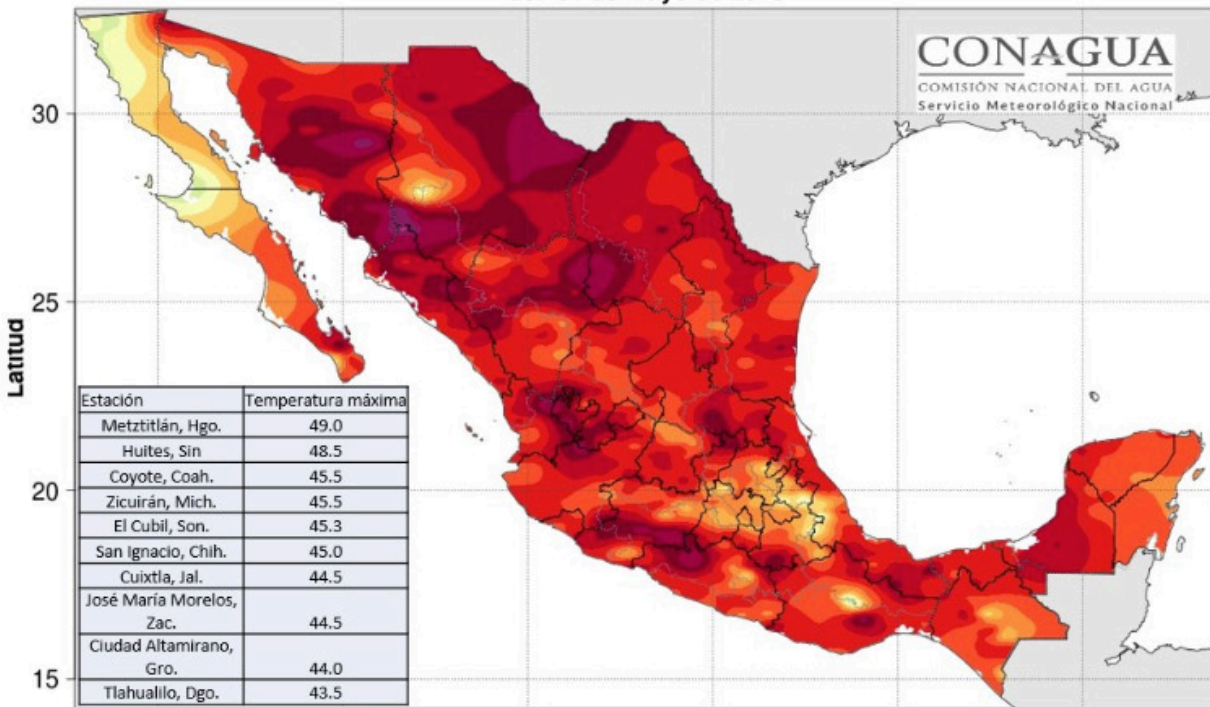 CONAGUA
COMISIÓN NACIONAL DEL AGUA
Servicio Meteorológico Nacional
30
25
20
15
Latitud
Estación Temperatura máxima
Metztitlán, Hgo. 49.0
Huites, Sin 48.5
Coyote, Coah. 45.5
Zicuirán, Mich. 45.5
El Cubil, Son. 45.3
San Ignacio, Chih. 45.0
Cuixtla, Jal. 44.5
José María Morelos,
Zac. 44.5
Ciudad Altamirano,
Gro. 44.0
Tlahualilo, Dgo. 43.5